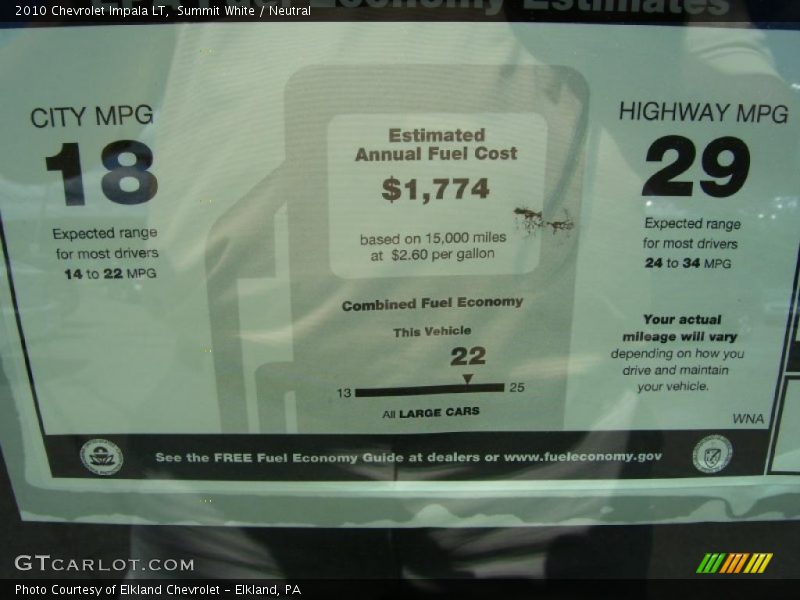 2010 Chevrolet Impala LT, Summit White / Neutral
Economy Estimates
CITY MPG
18
Expected range
for most drivers
14 to 22 MPG
Estimated
Annual Fuel Cost
$1,774
based on 15,000 miles
at $2.60 per gallon
Combined Fuel Economy
This Vehicle
22
13
25
All LARGE CARS
HIGHWAY MPG
29
Expected range
for most drivers
24 to 34 MPG
Your actual
mileage will vary
depending on how you
drive and maintain
your vehicle.
WNA
See the FREE Fuel Economy Guide at dealers or www.fueleconomy.gov
GTCARLOT.COM
Photo Courtesy of Elkland Chevrolet - Elkland, PA